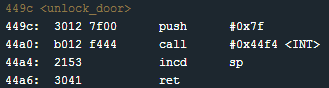 449c <unlock_door>
449c: 3012 7f00 push #0x7f
44a0: b012 f444 call #0x44f4 <INT>
44a4: 2153 incd sp
44a6: 3041 ret